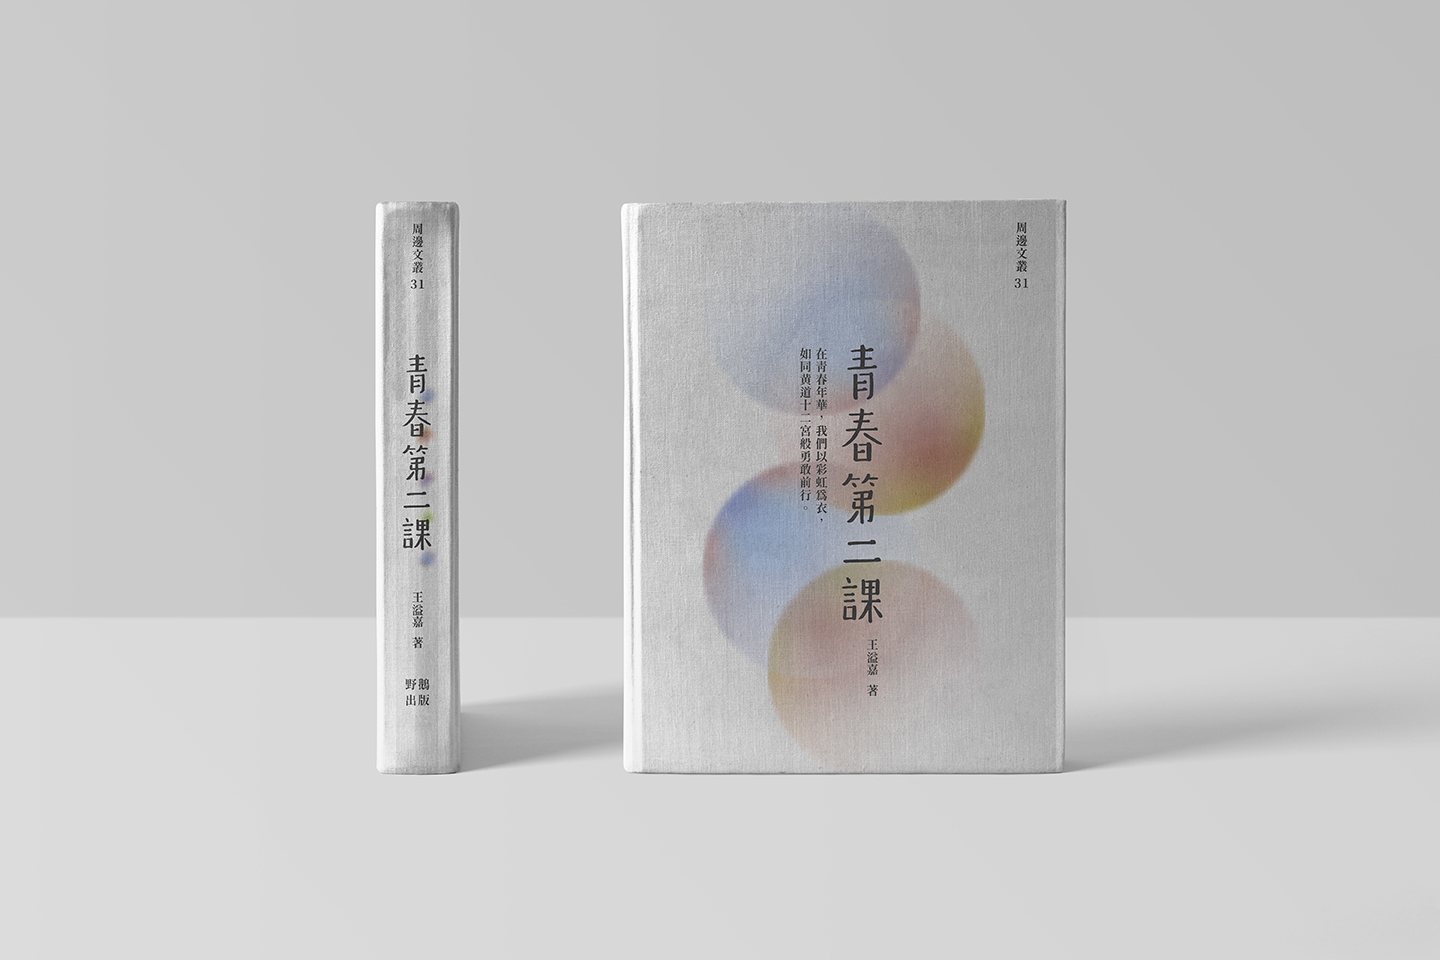 周邊文叢
31
青春第二課
王溢嘉 著
野鵝
出版
周邊文叢
31
青春第二課
在青春年華，我們以彩虹爲衣，
如同黃道十二宮般勇敢前行。
王溢嘉 著